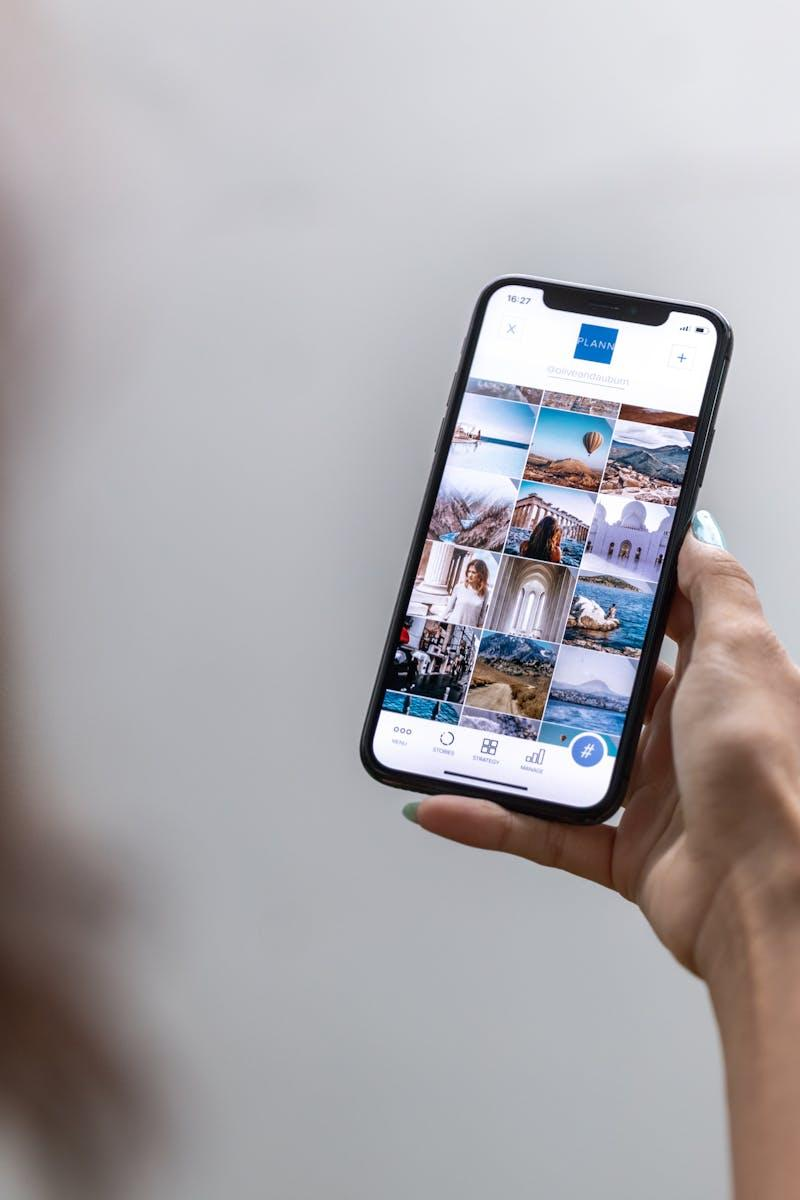 16:27
X
PLANN
+
@oliveandauburn
MENU
STORIES
STRATEGY
MANAGE
#